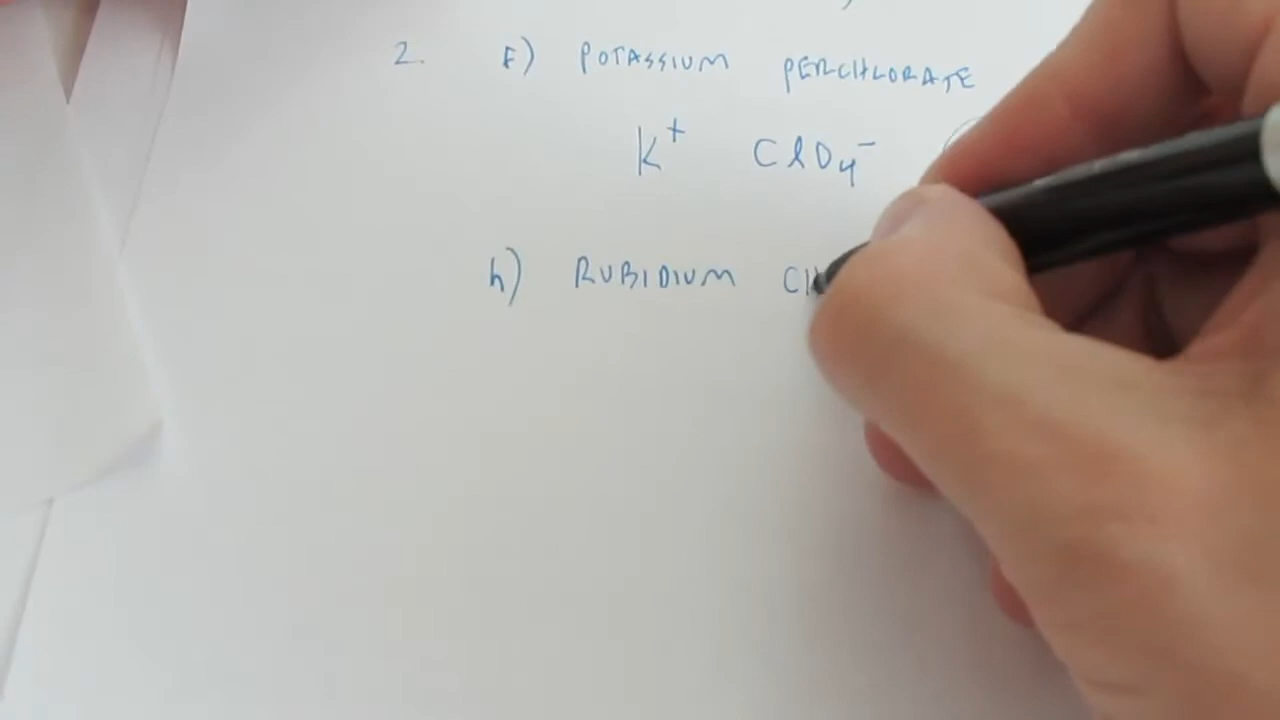 2. F) POTASSIUM PERCHLORATE
K⁺ ClO₄⁻
h) RUBIDIUM